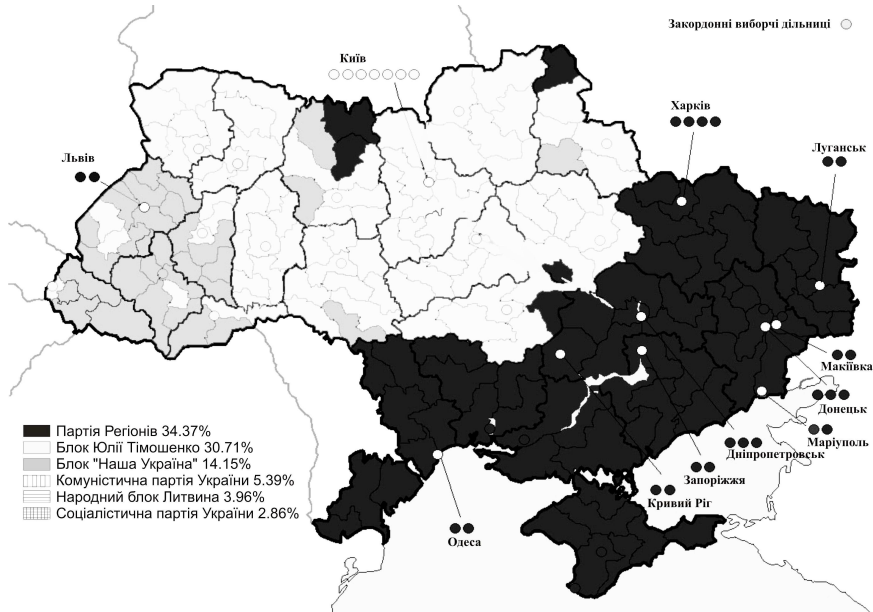 Закордонні виборчі дільниці
Київ
Харків
Луганськ
Львів
Макіївка
Донецьк
Маріуполь
Дніпропетровськ
Запоріжжя
Кривий Ріг
Одеса
Партія Регіонів 34.37%
Блок Юлії Тімошенко 30.71%
Блок "Наша Україна" 14.15%
Комуністична партія України 5.39%
Народний блок Литвина 3.96%
Соціалістична партія України 2.86%